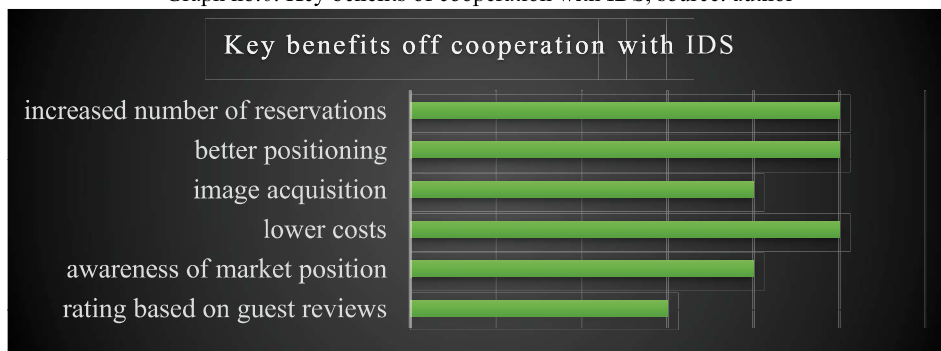 Key benefits off cooperation with IDS
increased number of reservations
better positioning
image acquisition
lower costs
awareness of market position
rating based on guest reviews